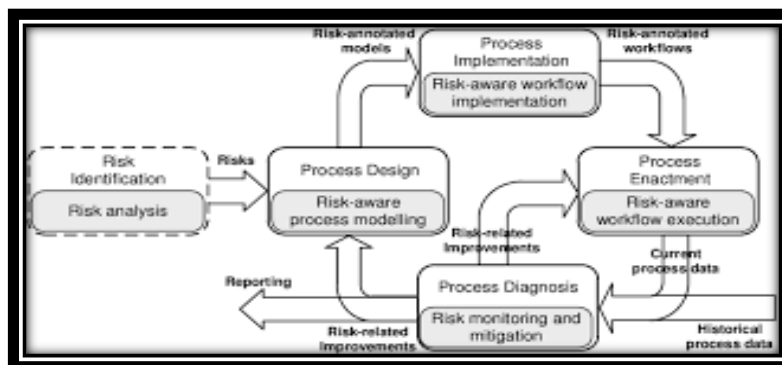 Risk-annotated
models
Process
Implementation
Risk-aware workflow
implementation
Risk-annotated
workflows
Risk
Identification
Risk analysis
Risks
Process Design
Risk-aware
process modelling
Process
Enactment
Risk-aware
workflow execution
Risk-related
Improvements
Current
process data
Reporting
Process Diagnosis
Risk monitoring and
mitigation
Risk-related
Improvements
Historical
process data